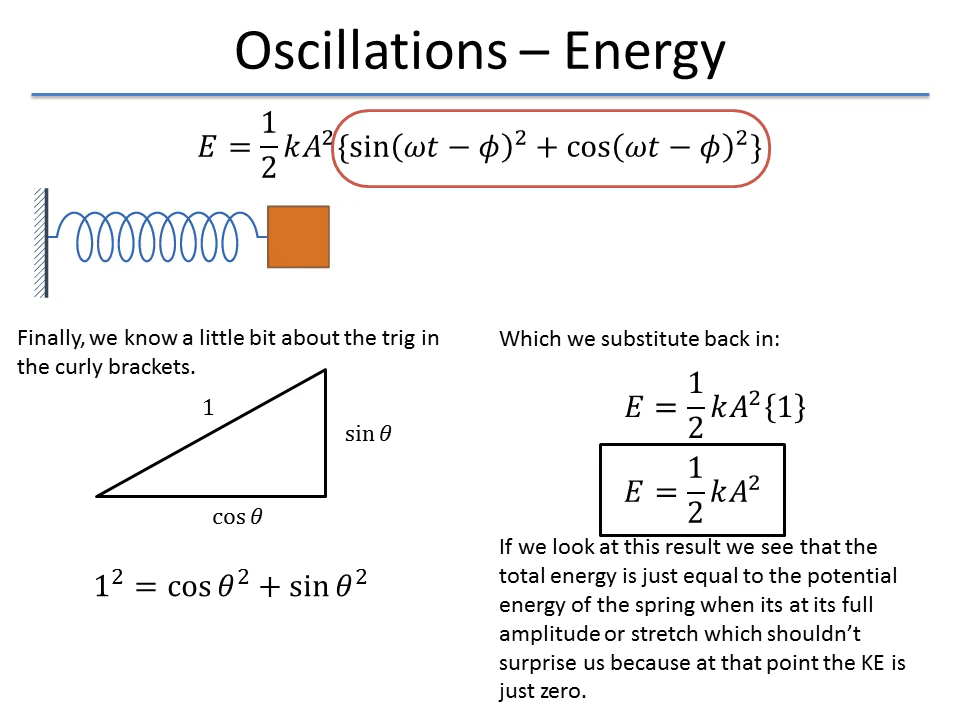 Oscillations – Energy
E = 1/2 kA²{sin(ωt − ϕ)² + cos(ωt − ϕ)²}
Finally, we know a little bit about the trig in
the curly brackets.
1
sin θ
cos θ
1² = cos θ² + sin θ²
Which we substitute back in:
E = 1/2 kA²{1}
E = 1/2 kA²
If we look at this result we see that the
total energy is just equal to the potential
energy of the spring when its at its full
amplitude or stretch which shouldn’t
surprise us because at that point the KE is
just zero.